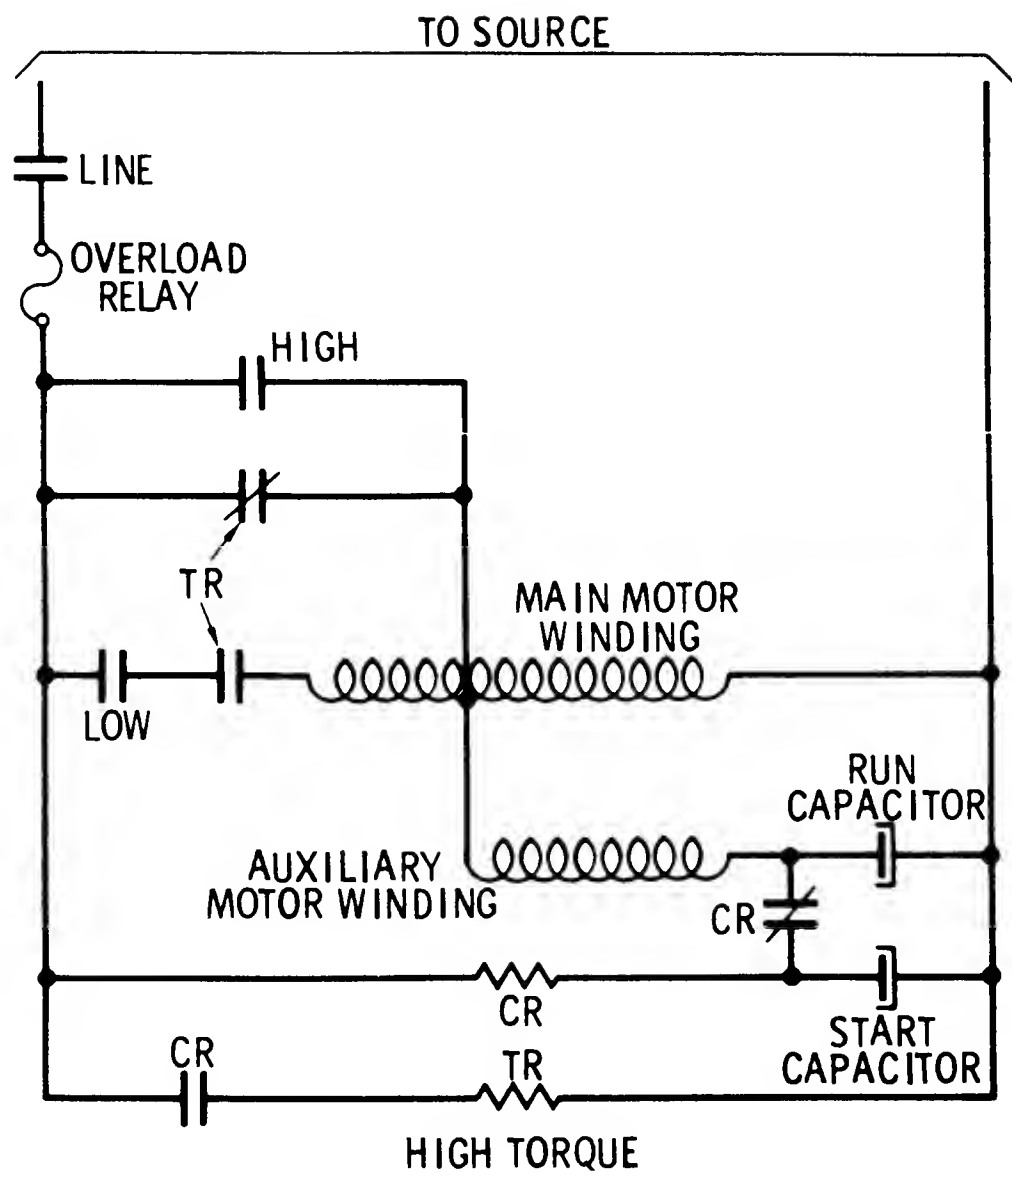 TO SOURCE
LINE
OVERLOAD
RELAY
HIGH
TR
MAIN MOTOR
WINDING
LOW
RUN
CAPACITOR
AUXILIARY
MOTOR WINDING
CR
CR
START
CAPACITOR
CR
TR
HIGH TORQUE